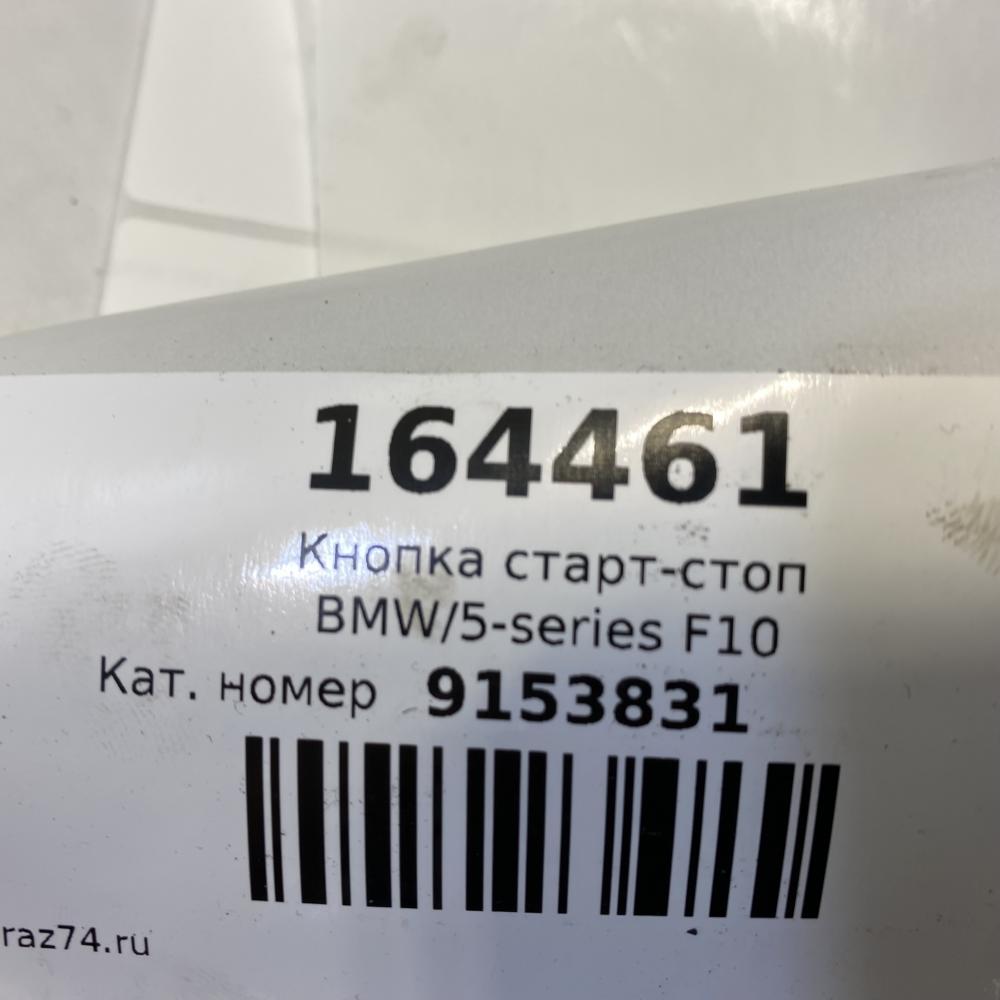 164461
Кнопка старт-стоп
BMW/5-series F10
Кат. номер 9153831
raz74.ru